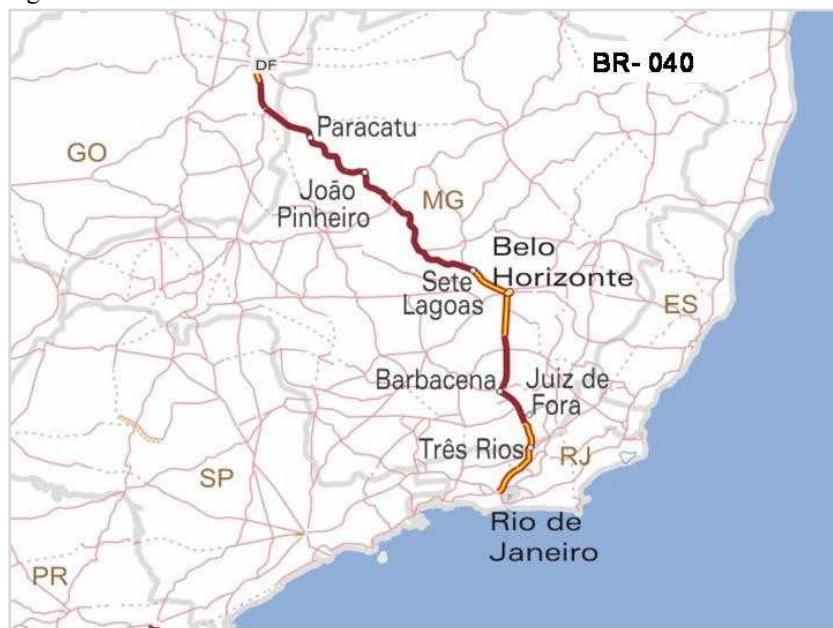 DF
BR- 040
Paracatu
GO
João
Pinheiro
MG
Belo
Horizonte
Sete
Lagoas
ES
Barbacena
Juiz de
Fora
Três Rios
RJ
SP
Rio de
Janeiro
PR